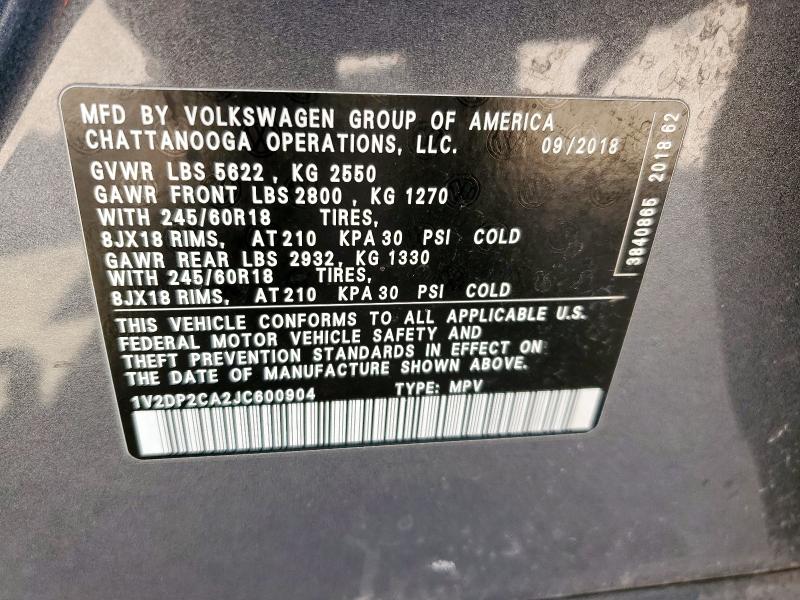 MFD BY VOLKSWAGEN GROUP OF AMERICA
CHATTANOOGA OPERATIONS, LLC. 09/2018
GVWR LBS 5622 , KG 2550
GAWR FRONT LBS 2800 , KG 1270
WITH 245/60R18 TIRES,
8JX18 RIMS, AT 210 KPA 30 PSI COLD
GAWR REAR LBS 2932, KG 1330
WITH 245/60R18 TIRES,
8JX18 RIMS, AT 210 KPA 30 PSI COLD
THIS VEHICLE CONFORMS TO ALL APPLICABLE U.S.
FEDERAL MOTOR VEHICLE SAFETY AND
THEFT PREVENTION STANDARDS IN EFFECT ON
THE DATE OF MANUFACTURE SHOWN ABOVE.
1V2DP2CA2JC600904 TYPE: MPV
3840865 2018 62